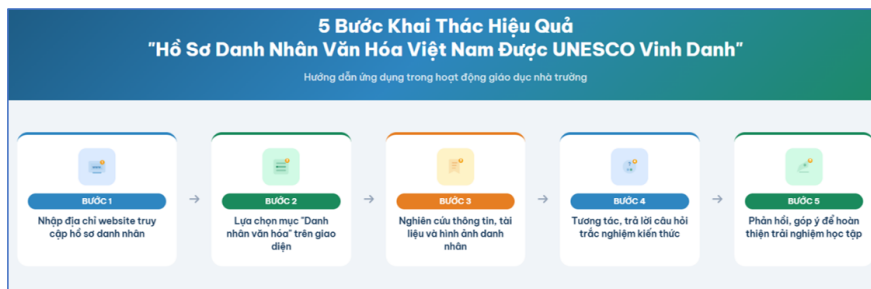 5 Bước Khai Thác Hiệu Quả
"Hồ Sơ Danh Nhân Văn Hóa Việt Nam Được UNESCO Vinh Danh"
Hướng dẫn ứng dụng trong hoạt động giáo dục nhà trường
BƯỚC 1
Nhập địa chỉ website truy
cập hồ sơ danh nhân
BƯỚC 2
Lựa chọn mục "Danh
nhân văn hóa" trên giao
diện
BƯỚC 3
Nghiên cứu thông tin, tài
liệu và hình ảnh danh
nhân
BƯỚC 4
Tương tác, trả lời câu hỏi
trắc nghiệm kiến thức
BƯỚC 5
Phản hồi, góp ý để hoàn
thiện trải nghiệm học tập